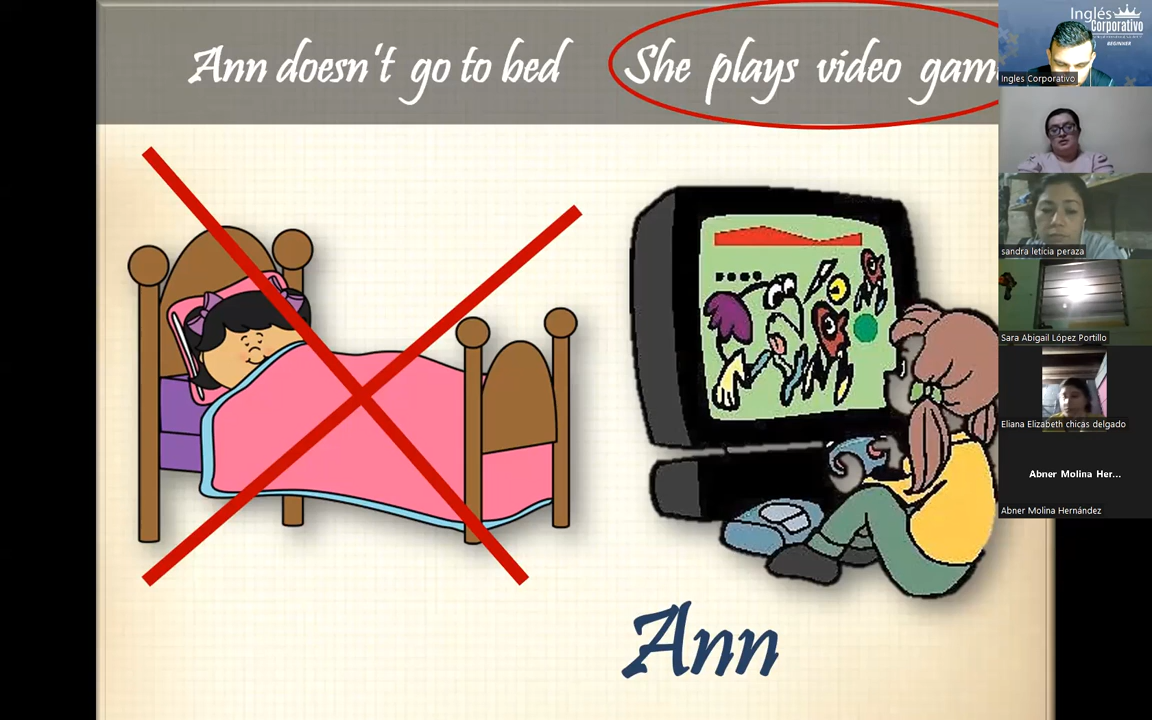 Ann doesn't go to bed
She plays video gam
Ann
Inglés
Corporativo
BEGINNER
Ingles Corporativo
sandra leticia peraza
Sara Abigail López Portillo
Eliana Elizabeth chicas delgado
Abner Molina Her...
Abner Molina Hernández